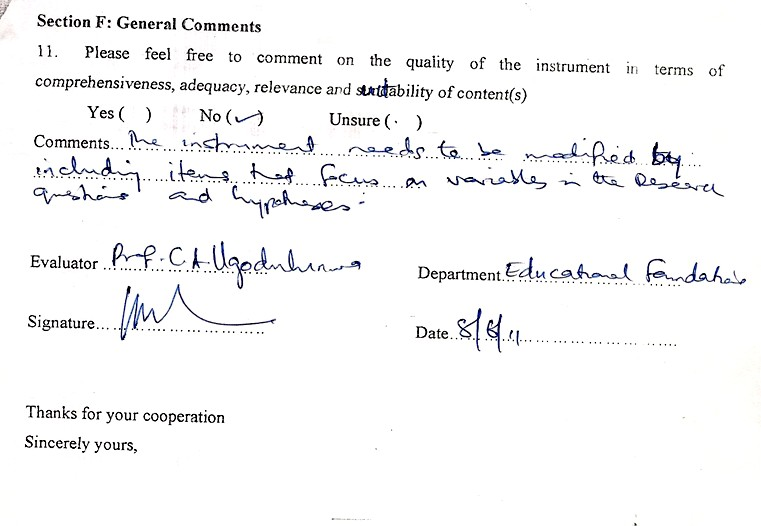 Section F: General Comments
11. Please feel free to comment on the quality of the instrument in terms of
comprehensiveness, adequacy, relevance and suitability of content(s)
Yes ( ) No (✓) Unsure ( )
Comments... The instrument needs to be modified by
including items that focus on variables in the Research
questions and hypotheses.
Evaluator Prof. C. A. Ugodulunwa Department Educational Foundations
Signature............ Date 8/8/11
Thanks for your cooperation
Sincerely yours,